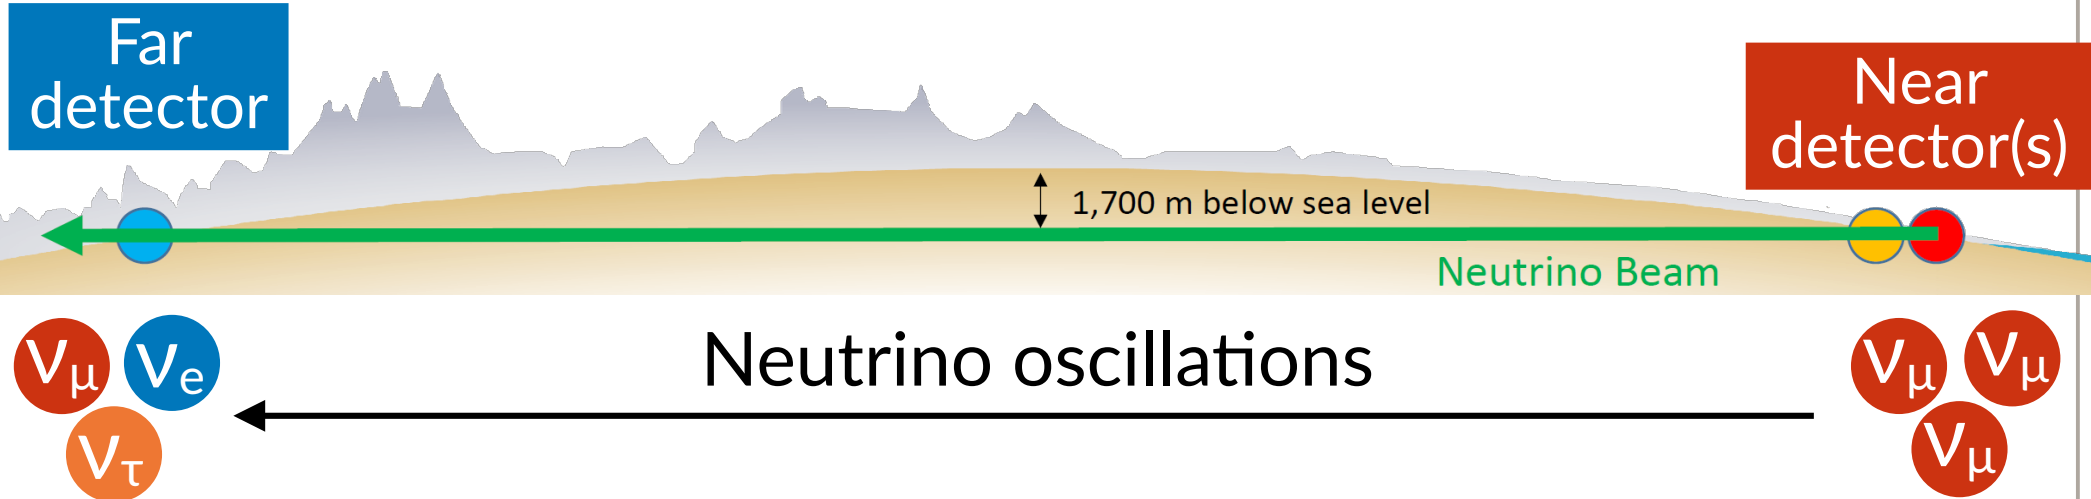 Far
detector
Near
detector(s)
1,700 m below sea level
Neutrino Beam
Neutrino oscillations
νμ
νe
ντ
νμ
νμ
νμ